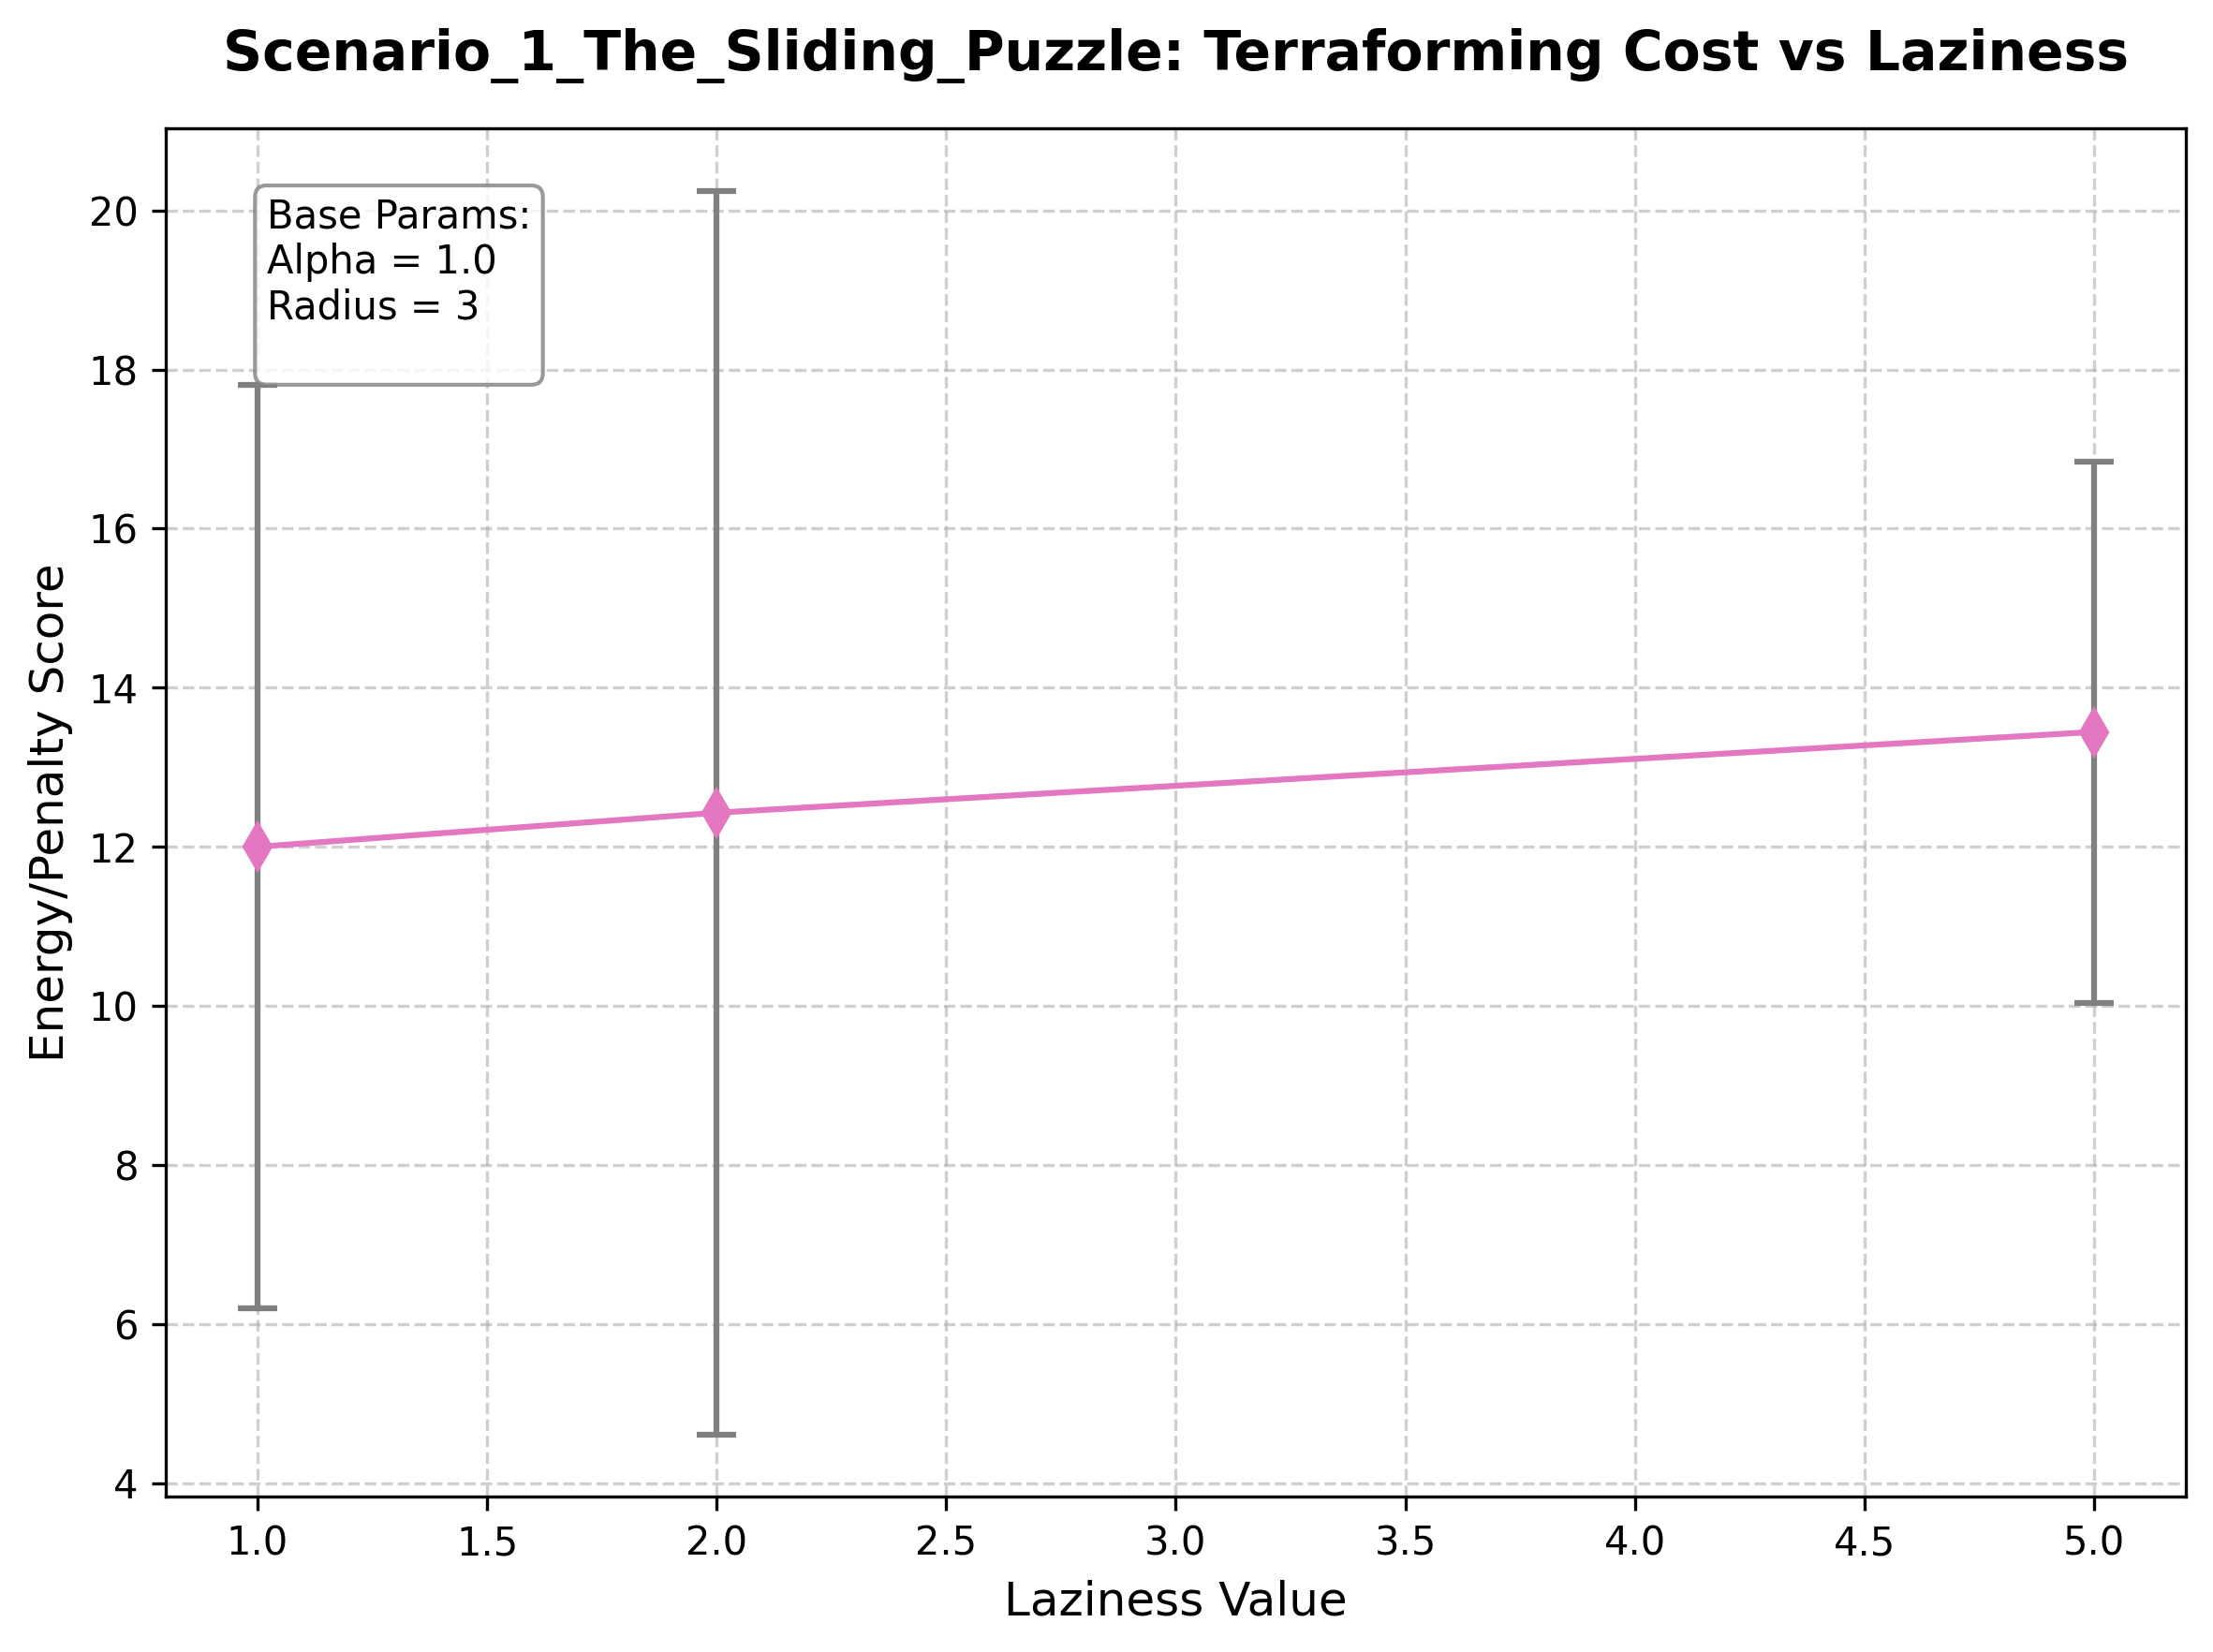 Scenario_1_The_Sliding_Puzzle: Terraforming Cost vs Laziness
Base Params:
Alpha = 1.0
Radius = 3
Energy/Penalty Score
20
18
16
14
12
10
8
6
4
1.0 1.5 2.0 2.5 3.0 3.5 4.0 4.5 5.0
Laziness Value